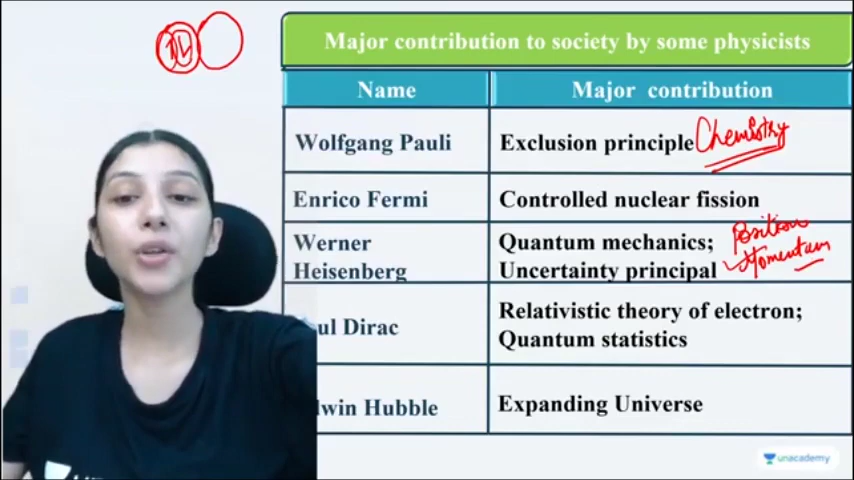 Major contribution to society by some physicists
Name Major contribution
Wolfgang Pauli Exclusion principle Chemistry
Enrico Fermi Controlled nuclear fission
Position
Werner Quantum mechanics;
Momentum
Heisenberg Uncertainty principal
ul Dirac Relativistic theory of electron;
Quantum statistics
dwin Hubble Expanding Universe
unacademy